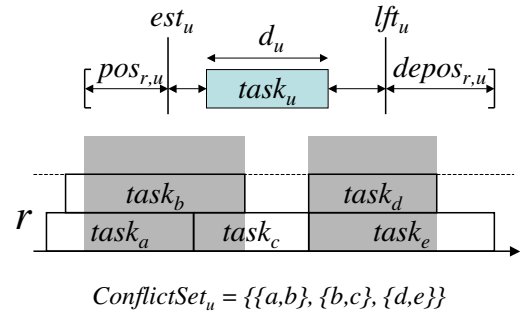 est_u lft_u
d_u
pos_{r,u} depos_{r,u}
task_u
task_b task_d
r
task_a task_c task_e
ConflictSet_u = {{a,b}, {b,c}, {d,e}}